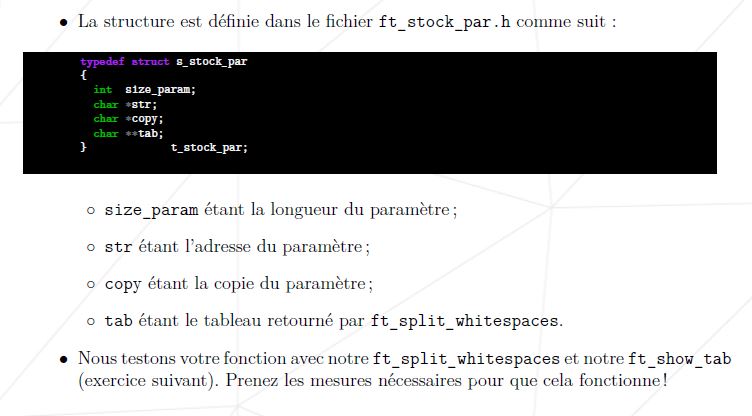 • La structure est définie dans le fichier ft_stock_par.h comme suit :
typedef struct s_stock_par
{
int size_param;
char *str;
char *copy;
char **tab;
} t_stock_par;
◦ size_param étant la longueur du paramètre ;
◦ str étant l'adresse du paramètre ;
◦ copy étant la copie du paramètre ;
◦ tab étant le tableau retourné par ft_split_whitespaces.
• Nous testons votre fonction avec notre ft_split_whitespaces et notre ft_show_tab
(exercice suivant). Prenez les mesures nécessaires pour que cela fonctionne !